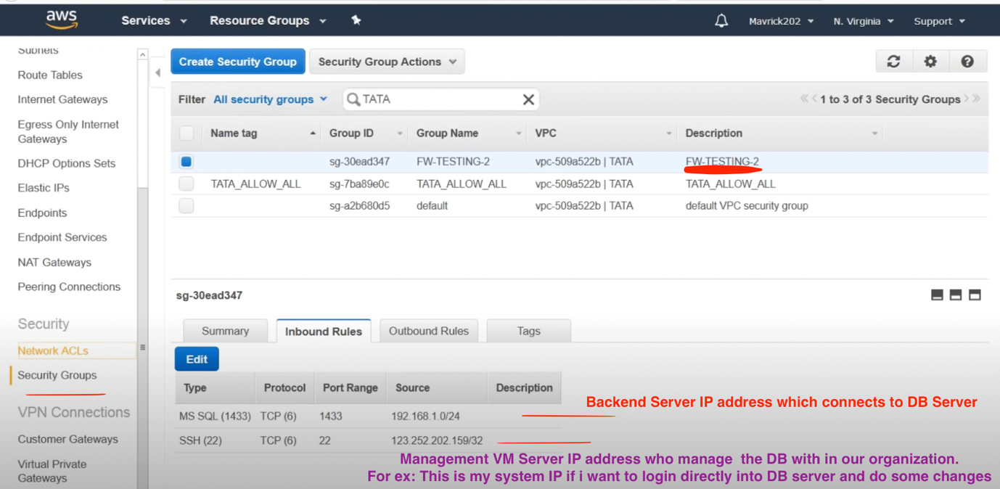 aws Services Resource Groups Mavrick202 N. Virginia Support
Subnets
Route Tables
Internet Gateways
Egress Only Internet
Gateways
DHCP Options Sets
Elastic IPs
Endpoints
Endpoint Services
NAT Gateways
Peering Connections
Security
Network ACLs
Security Groups
VPN Connections
Customer Gateways
Virtual Private
Gateways
Create Security Group Security Group Actions
Filter All security groups TATA 1 to 3 of 3 Security Groups
Name tag Group ID Group Name VPC Description
sg-30ead347 FW-TESTING-2 vpc-509a522b | TATA FW-TESTING-2
TATA_ALLOW_ALL sg-7ba89e0c TATA_ALLOW_ALL vpc-509a522b | TATA TATA_ALLOW_ALL
sg-a2b680d5 default vpc-509a522b | TATA default VPC security group
sg-30ead347
Summary Inbound Rules Outbound Rules Tags
Edit
Type Protocol Port Range Source Description
Backend Server IP address which connects to DB Server
MS SQL (1433) TCP (6) 1433 192.168.1.0/24
SSH (22) TCP (6) 22 123.252.202.159/32
Management VM Server IP address who manage the DB with in our organization.
For ex: This is my system IP if i want to login directly into DB server and do some changes